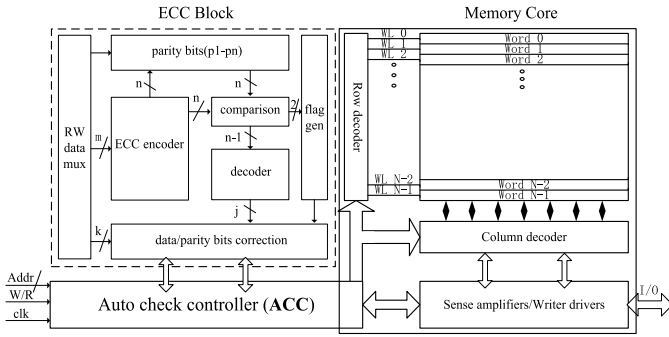 ECC Block
Memory Core
parity bits(p1-pn)
n
n
RW
data
mux
m
ECC encoder
n
comparison
2
flag
gen
n-1
decoder
j
k
data/parity bits correction
Row decoder
WL 0
WL 1
WL 2
Word 0
Word 1
Word 2
WL N-2
WL N-1
Word N-2
Word N-1
Column decoder
Addr
W/R
clk
Auto check controller (ACC)
Sense amplifiers/Writer drivers
I/O